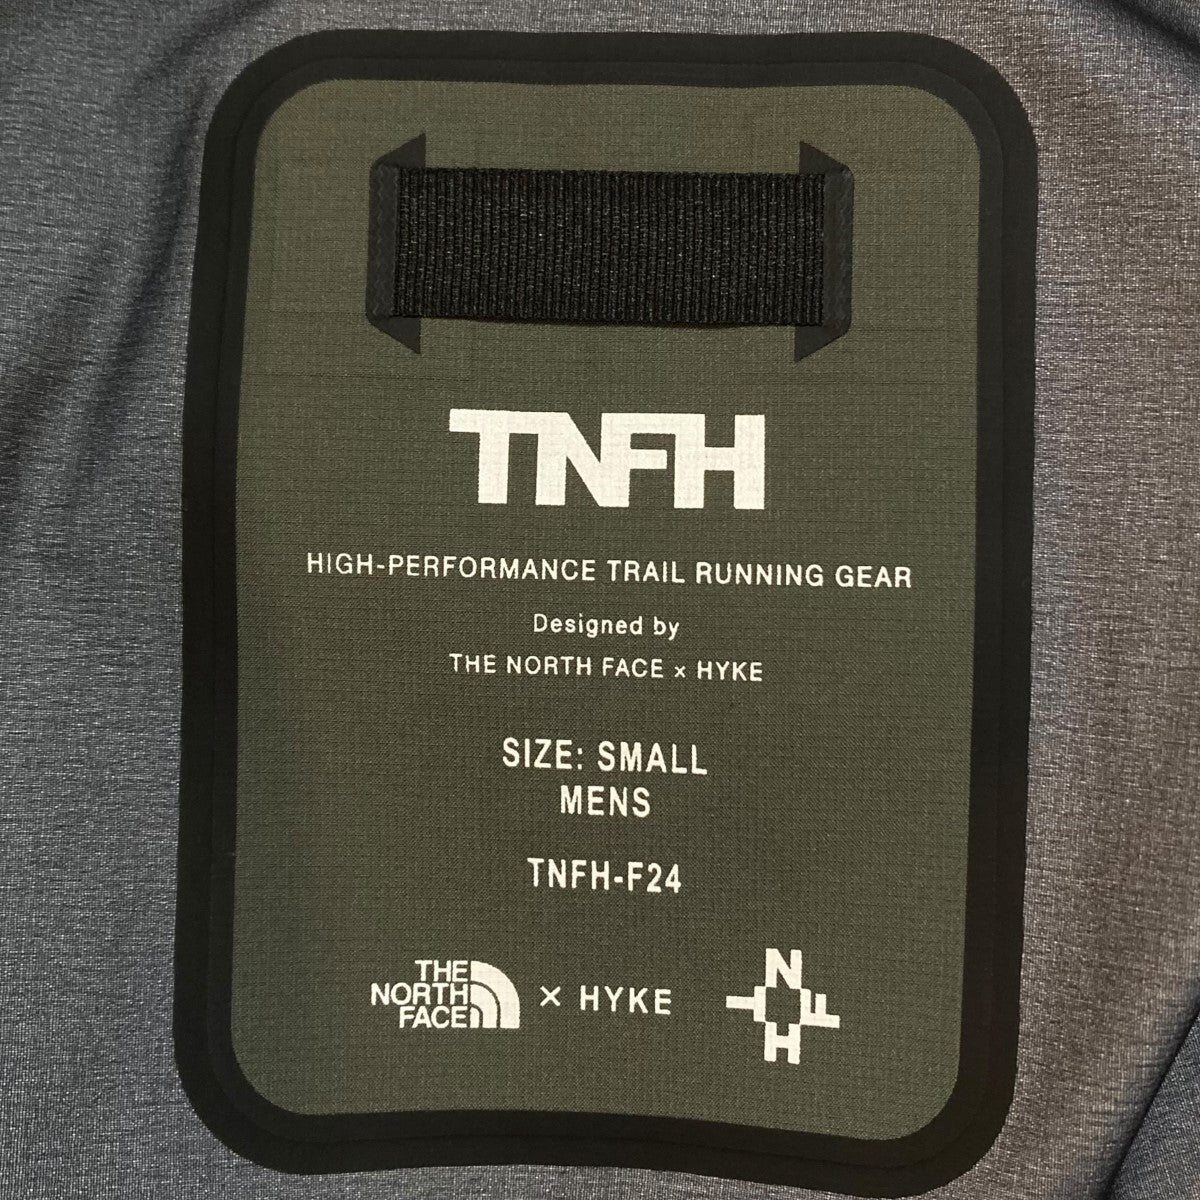 TNFH
HIGH-PERFORMANCE TRAIL RUNNING GEAR
Designed by
THE NORTH FACE × HYKE
SIZE: SMALL
MENS
TNFH-F24
THE
NORTH
FACE
× HYKE
N
T F
H